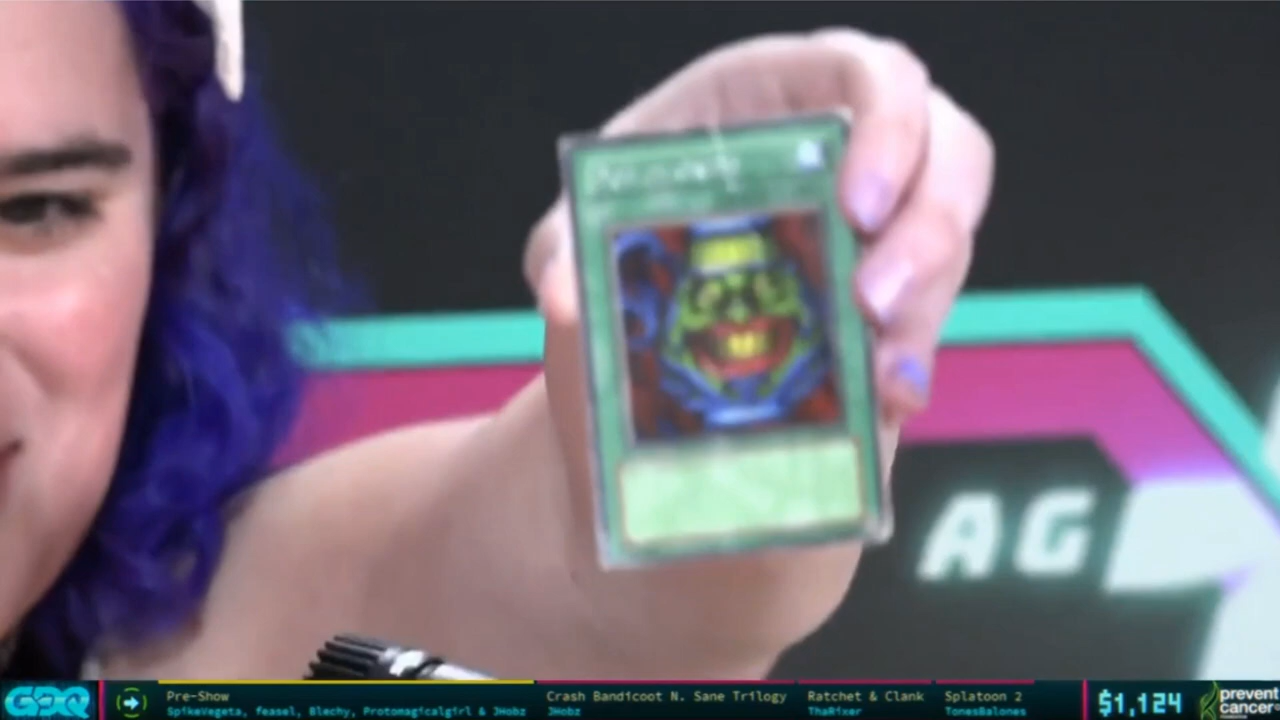 AG
GDQ
Pre-Show
SpikeVegeta, feasel, Blechy, Protomagicalgirl & JHobz
Crash Bandicoot N. Sane Trilogy
JHobz
Ratchet & Clank
TheRixer
Splatoon 2
TonesBalones
$1,124
prevent
cancer